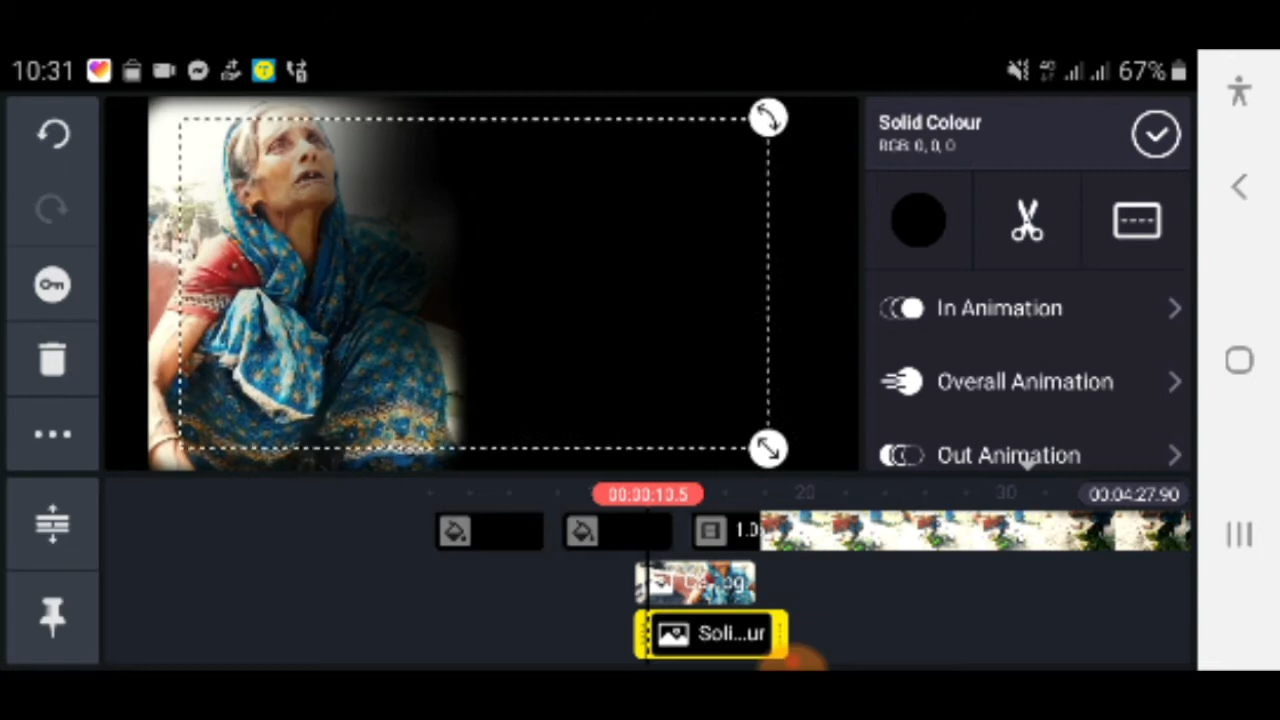 10:31
67%
Solid Colour
RGB: 0, 0, 0
In Animation
Overall Animation
Out Animation
00:00:10.5
20
30
00:04:27.90
1.0
Soli...ur